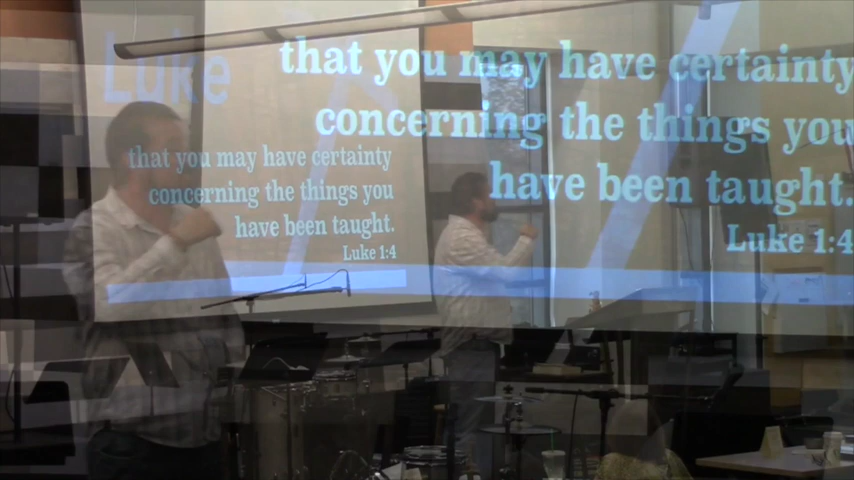 Luke
that you may have certainty
concerning the things you
have been taught.
Luke 1:4
that you may have certainty
concerning the things you
have been taught.
Luke 1:4